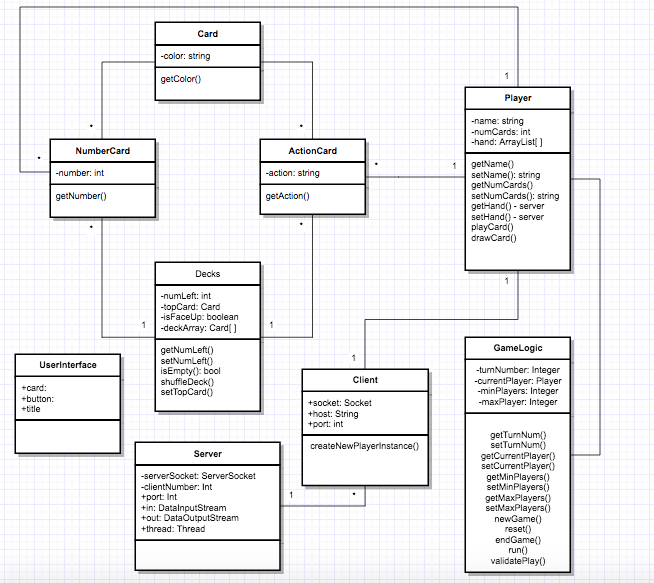 Card
-color: string
getColor()
1
Player
-name: string
-numCards: int
-hand: ArrayList[ ]
getName()
setName(): string
getNumCards()
setNumCards(): string
getHand() - server
setHand() - server
playCard()
drawCard()
*
*
*
NumberCard
-number: int
getNumber()
ActionCard
-action: string
getAction()
*
1
*
*
Decks
-numLeft: int
-topCard: Card
-isFaceUp: boolean
-deckArray: Card[ ]
getNumLeft()
setNumLeft()
isEmpty(): bool
shuffleDeck()
setTopCard()
1
1
1
1
UserInterface
+card:
+button:
+title
Client
+socket: Socket
+host: String
+port: int
createNewPlayerInstance()
GameLogic
-turnNumber: Integer
-currentPlayer: Player
-minPlayers: Integer
-maxPlayer: Integer
getTurnNum()
setTurnNum()
getCurrentPlayer()
setCurrentPlayer()
getMinPlayers()
setMinPlayers()
getMaxPlayers()
setMaxPlayers()
newGame()
reset()
endGame()
run()
validatePlay()
Server
-serverSocket: ServerSocket
-clientNumber: Int
+port: Int
+in: DataInputStream
+out: DataOutputStream
+thread: Thread
1
*